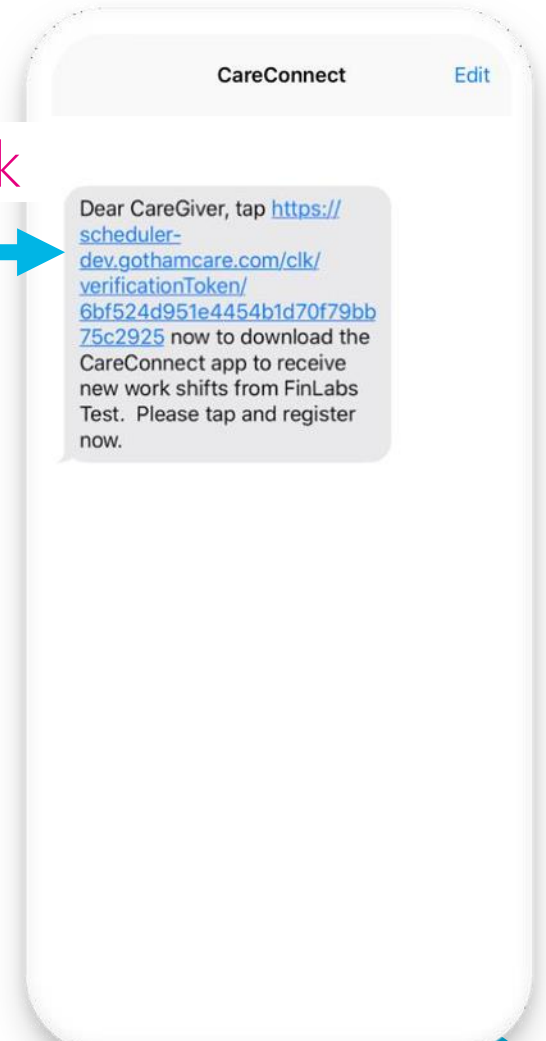 CareConnect
Edit
k
Dear CareGiver, tap https://
scheduler-
dev.gothamcare.com/clk/
verificationToken/
6bf524d951e4454b1d70f79bb
75c2925 now to download the
CareConnect app to receive
new work shifts from FinLabs
Test.  Please tap and register
now.